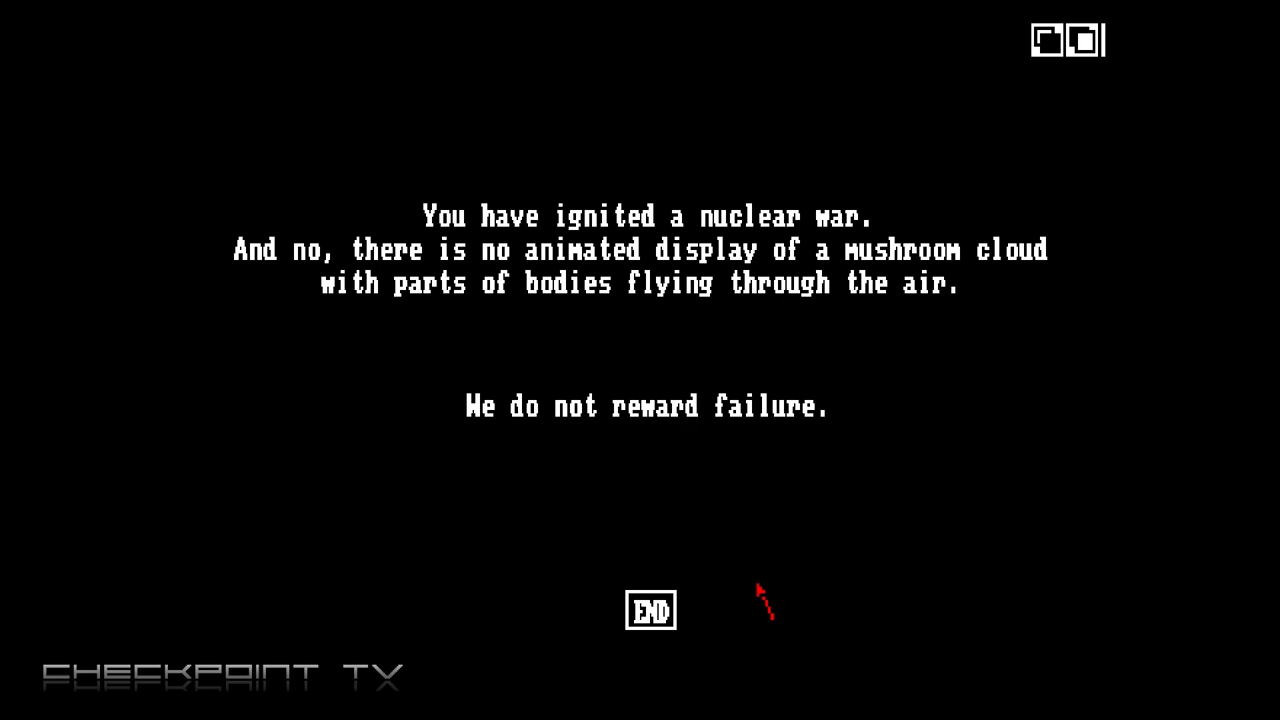 You have ignited a nuclear war.
And no, there is no animated display of a mushroom cloud
with parts of bodies flying through the air.
We do not reward failure.
END
CHECKPOINT TV